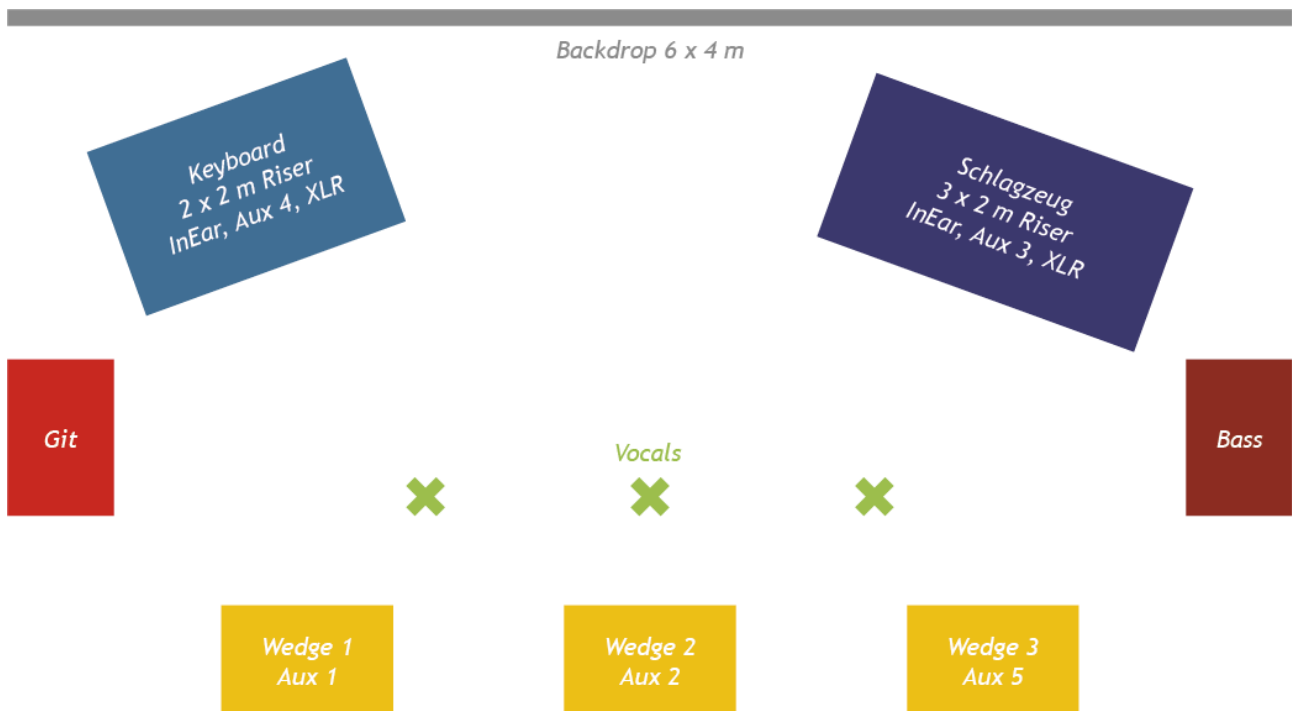 Backdrop 6 x 4 m
Keyboard
2 x 2 m Riser
InEar, Aux 4, XLR
Schlagzeug
3 x 2 m Riser
InEar, Aux 3, XLR
Git
Vocals
Bass
Wedge 1
Aux 1
Wedge 2
Aux 2
Wedge 3
Aux 5